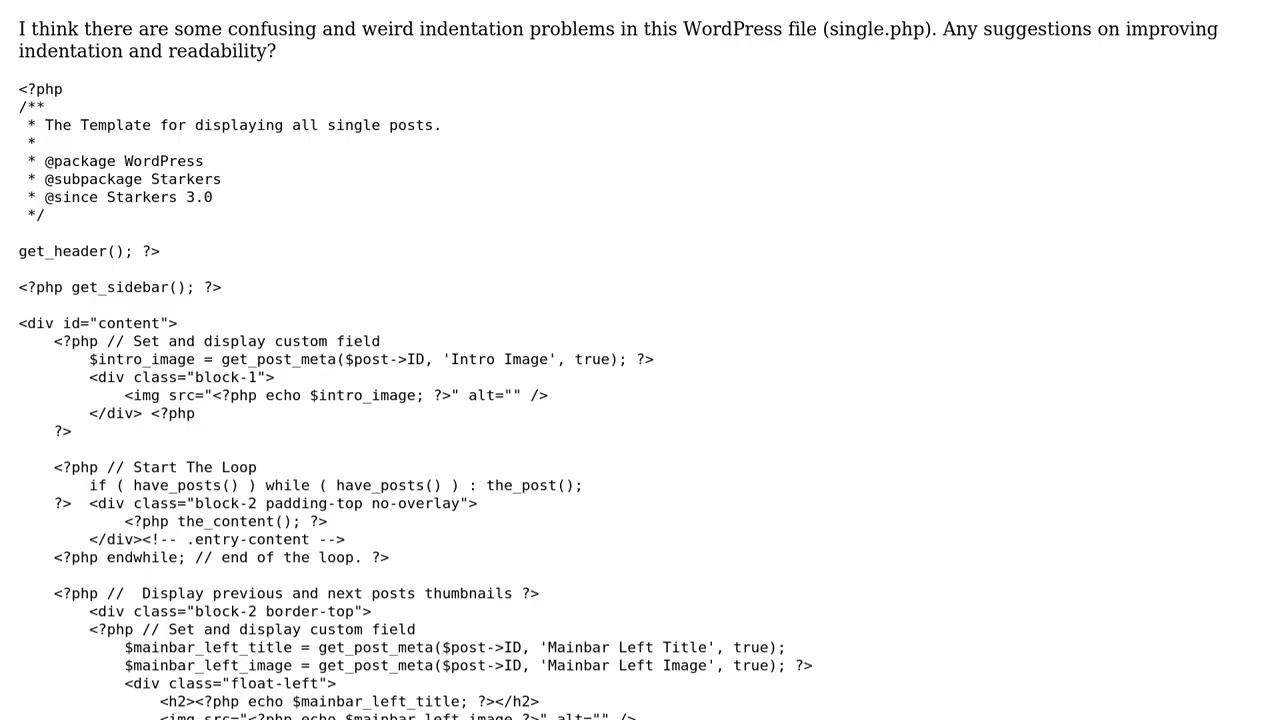 I think there are some confusing and weird indentation problems in this WordPress file (single.php). Any suggestions on improving
indentation and readability?
<?php
/**
 * The Template for displaying all single posts.
 *
 * @package WordPress
 * @subpackage Starkers
 * @since Starkers 3.0
 */

get_header(); ?>

<?php get_sidebar(); ?>

<div id="content">
    <?php // Set and display custom field
        $intro_image = get_post_meta($post->ID, 'Intro Image', true); ?>
        <div class="block-1">
            <img src="<?php echo $intro_image; ?>" alt="" />
        </div> <?php
    ?>

    <?php // Start The Loop
        if ( have_posts() ) while ( have_posts() ) : the_post();
    ?>  <div class="block-2 padding-top no-overlay">
            <?php the_content(); ?>
        </div><!-- .entry-content -->
    <?php endwhile; // end of the loop. ?>

    <?php //  Display previous and next posts thumbnails ?>
        <div class="block-2 border-top">
        <?php // Set and display custom field
            $mainbar_left_title = get_post_meta($post->ID, 'Mainbar Left Title', true);
            $mainbar_left_image = get_post_meta($post->ID, 'Mainbar Left Image', true); ?>
            <div class="float-left">
                <h2><?php echo $mainbar_left_title; ?></h2>
                <img src="<?php echo $mainbar_left_image ?>" alt="" />